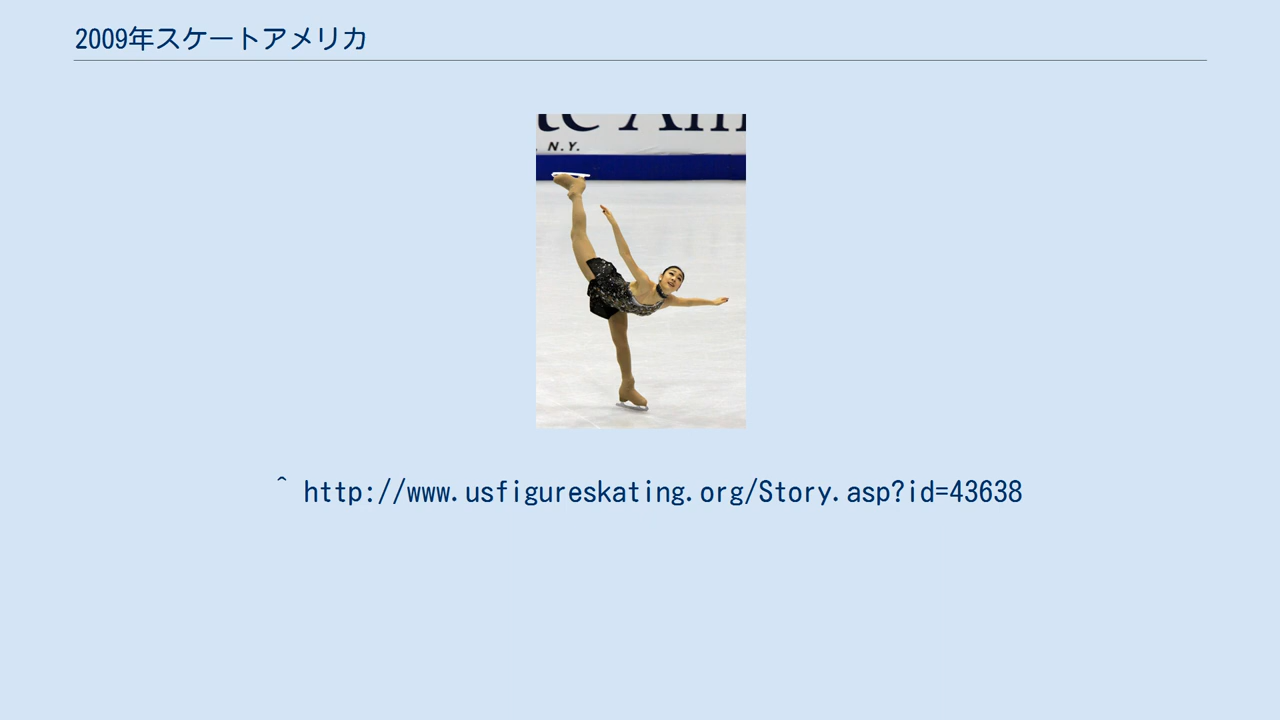 2009年スケートアメリカ
N.Y.
^ http://www.usfigureskating.org/Story.asp?id=43638